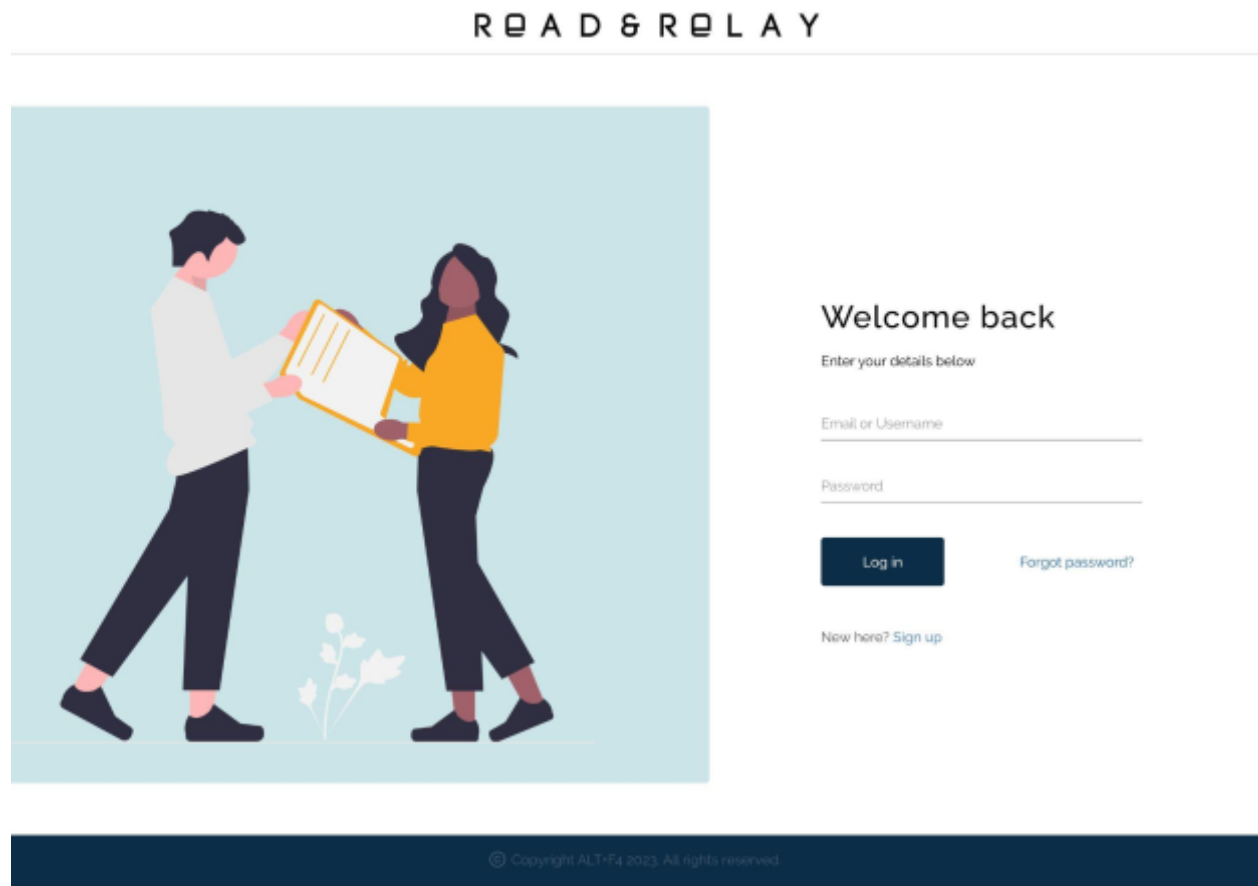 READ&RELAY
Welcome back
Enter your details below
Email or Username
Password
Log in
Forgot password?
New here? Sign up
© Copyright ALT+F4 2023. All rights reserved.